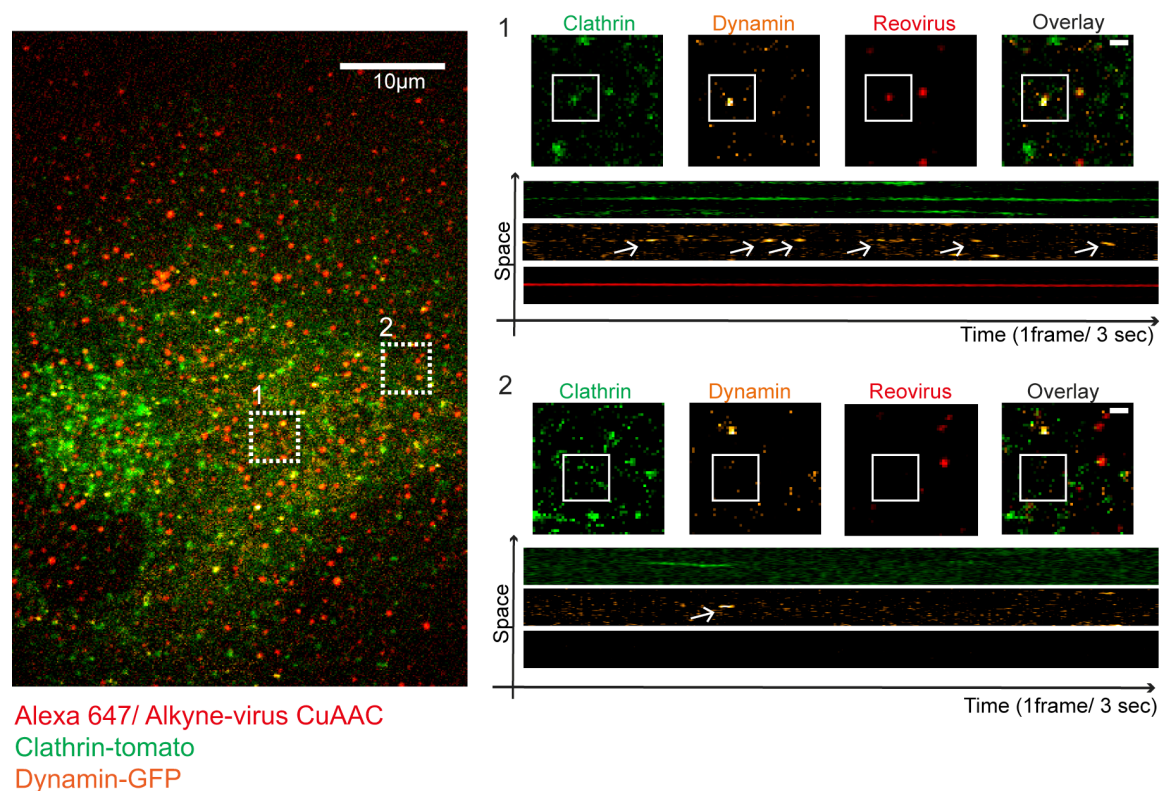 10μm
1
2
Alexa 647/ Alkyne-virus CuAAC
Clathrin-tomato
Dynamin-GFP
1
Clathrin
Dynamin
Reovirus
Overlay
Space
Time (1frame/ 3 sec)
2
Clathrin
Dynamin
Reovirus
Overlay
Space
Time (1frame/ 3 sec)